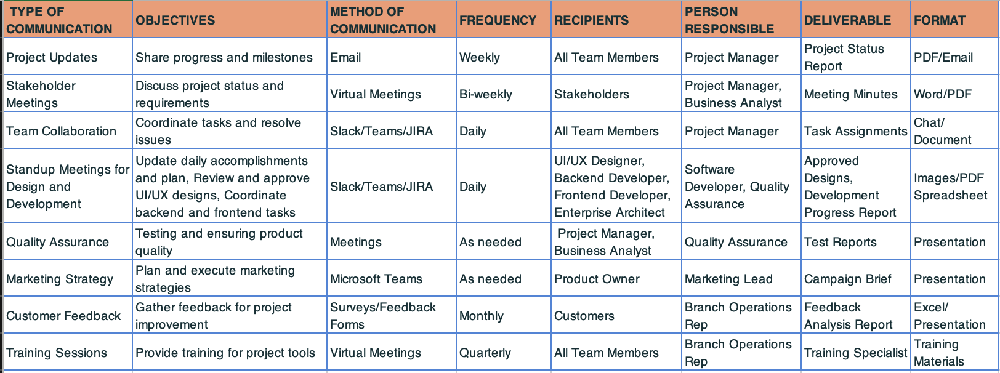 TYPE OF
COMMUNICATION
OBJECTIVES
METHOD OF
COMMUNICATION
FREQUENCY
RECIPIENTS
PERSON
RESPONSIBLE
DELIVERABLE
FORMAT
Project Updates
Share progress and milestones
Email
Weekly
All Team Members
Project Manager
Project Status
Report
PDF/Email
Stakeholder
Meetings
Discuss project status and
requirements
Virtual Meetings
Bi-weekly
Stakeholders
Project Manager,
Business Analyst
Meeting Minutes
Word/PDF
Team Collaboration
Coordinate tasks and resolve
issues
Slack/Teams/JIRA
Daily
All Team Members
Project Manager
Task Assignments
Chat/
Document
Standup Meetings for
Design and
Development
Update daily accomplishments
and plan, Review and approve
UI/UX designs, Coordinate
backend and frontend tasks
Slack/Teams/JIRA
Daily
UI/UX Designer,
Backend Developer,
Frontend Developer,
Enterprise Architect
Software
Developer, Quality
Assurance
Approved
Designs,
Development
Progress Report
Images/PDF
Spreadsheet
Quality Assurance
Testing and ensuring product
quality
Meetings
As needed
Project Manager,
Business Analyst
Quality Assurance
Test Reports
Presentation
Marketing Strategy
Plan and execute marketing
strategies
Microsoft Teams
As needed
Product Owner
Marketing Lead
Campaign Brief
Presentation
Customer Feedback
Gather feedback for project
improvement
Surveys/Feedback
Forms
Monthly
Customers
Branch Operations
Rep
Feedback
Analysis Report
Excel/
Presentation
Training Sessions
Provide training for project tools
Virtual Meetings
Quarterly
All Team Members
Branch Operations
Rep
Training Specialist
Training
Materials